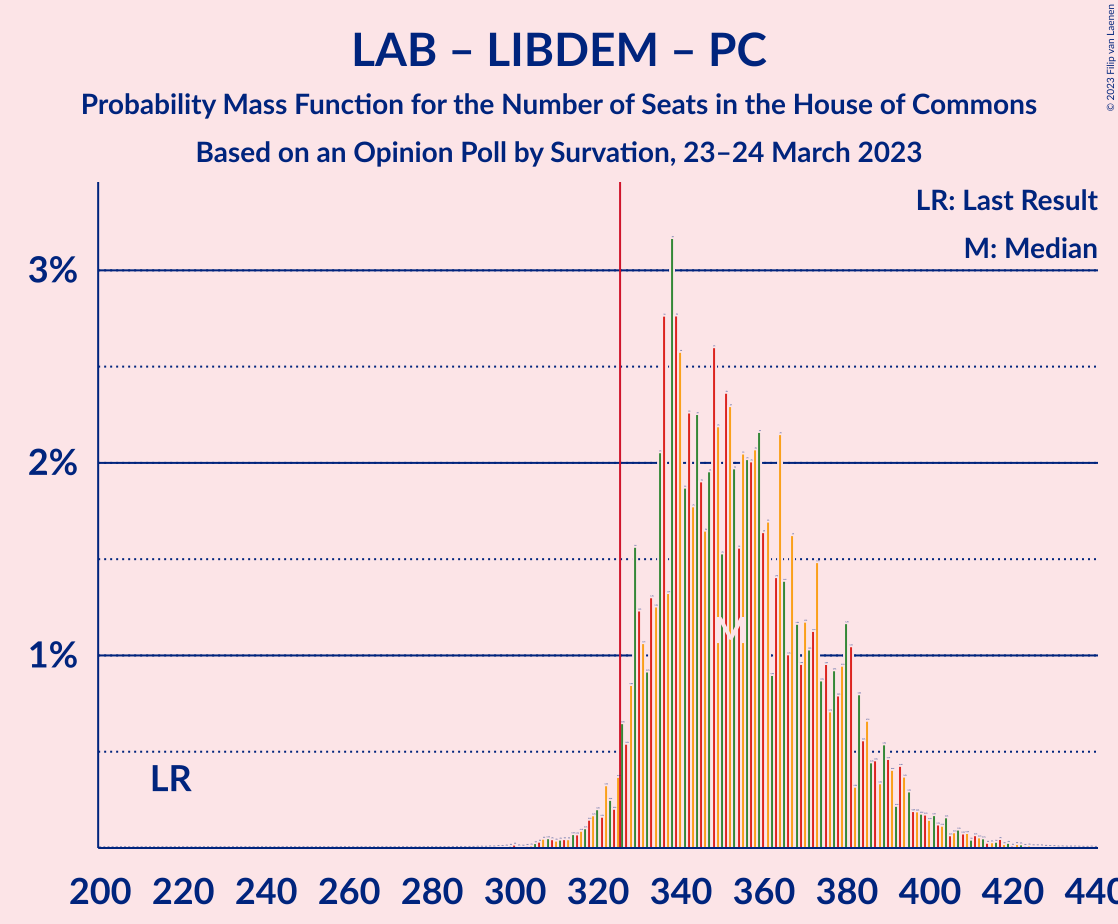 © 2023 Filip van Laenen
LAB – LIBDEM – PC
Probability Mass Function for the Number of Seats in the House of Commons
Based on an Opinion Poll by Survation, 23–24 March 2023
LR: Last Result
M: Median
3%
2%
1%
M
LR
200 220 240 260 280 300 320 340 360 380 400 420 440